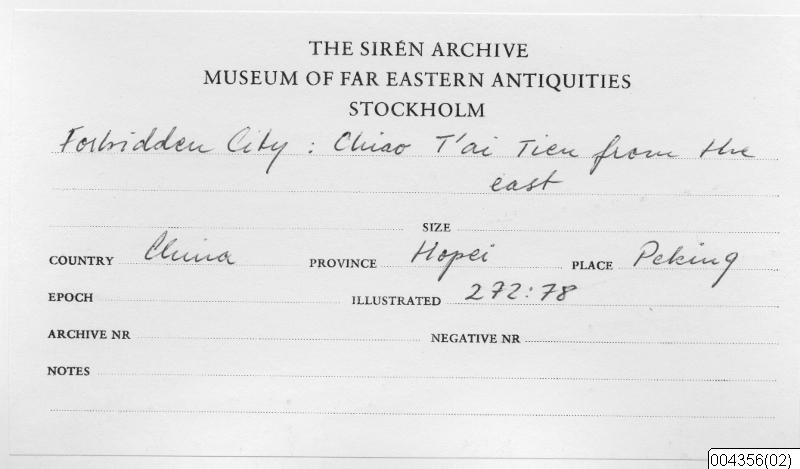 THE SIRÉN ARCHIVE
MUSEUM OF FAR EASTERN ANTIQUITIES
STOCKHOLM
Forbidden City : Chiao T'ai Tien from the
east
SIZE
COUNTRY China PROVINCE Hopei PLACE Peking
EPOCH ILLUSTRATED 272:78
ARCHIVE NR NEGATIVE NR
NOTES
004356(02)